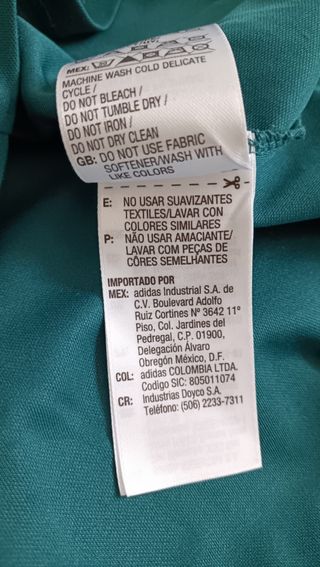 MEX:
MACHINE WASH COLD DELICATE
CYCLE /
DO NOT BLEACH /
DO NOT TUMBLE DRY /
DO NOT IRON /
DO NOT DRY CLEAN
GB: DO NOT USE FABRIC
SOFTENER/WASH WITH
LIKE COLORS
E: NO USAR SUAVIZANTES
TEXTILES/LAVAR CON
COLORES SIMILARES
P: NÃO USAR AMACIANTE/
LAVAR COM PEÇAS DE
CÔRES SEMELHANTES
IMPORTADO POR
MEX: adidas Industrial S.A. de
C.V. Boulevard Adolfo
Ruiz Cortines Nº 3642 11º
Piso, Col. Jardines del
Pedregal, C.P. 01900,
Delegación Álvaro
Obregón México, D.F.
COL: adidas COLOMBIA LTDA.
Codigo SIC: 805011074
CR: Industrias Doyco S.A.
Teléfono: (506) 2233-7311